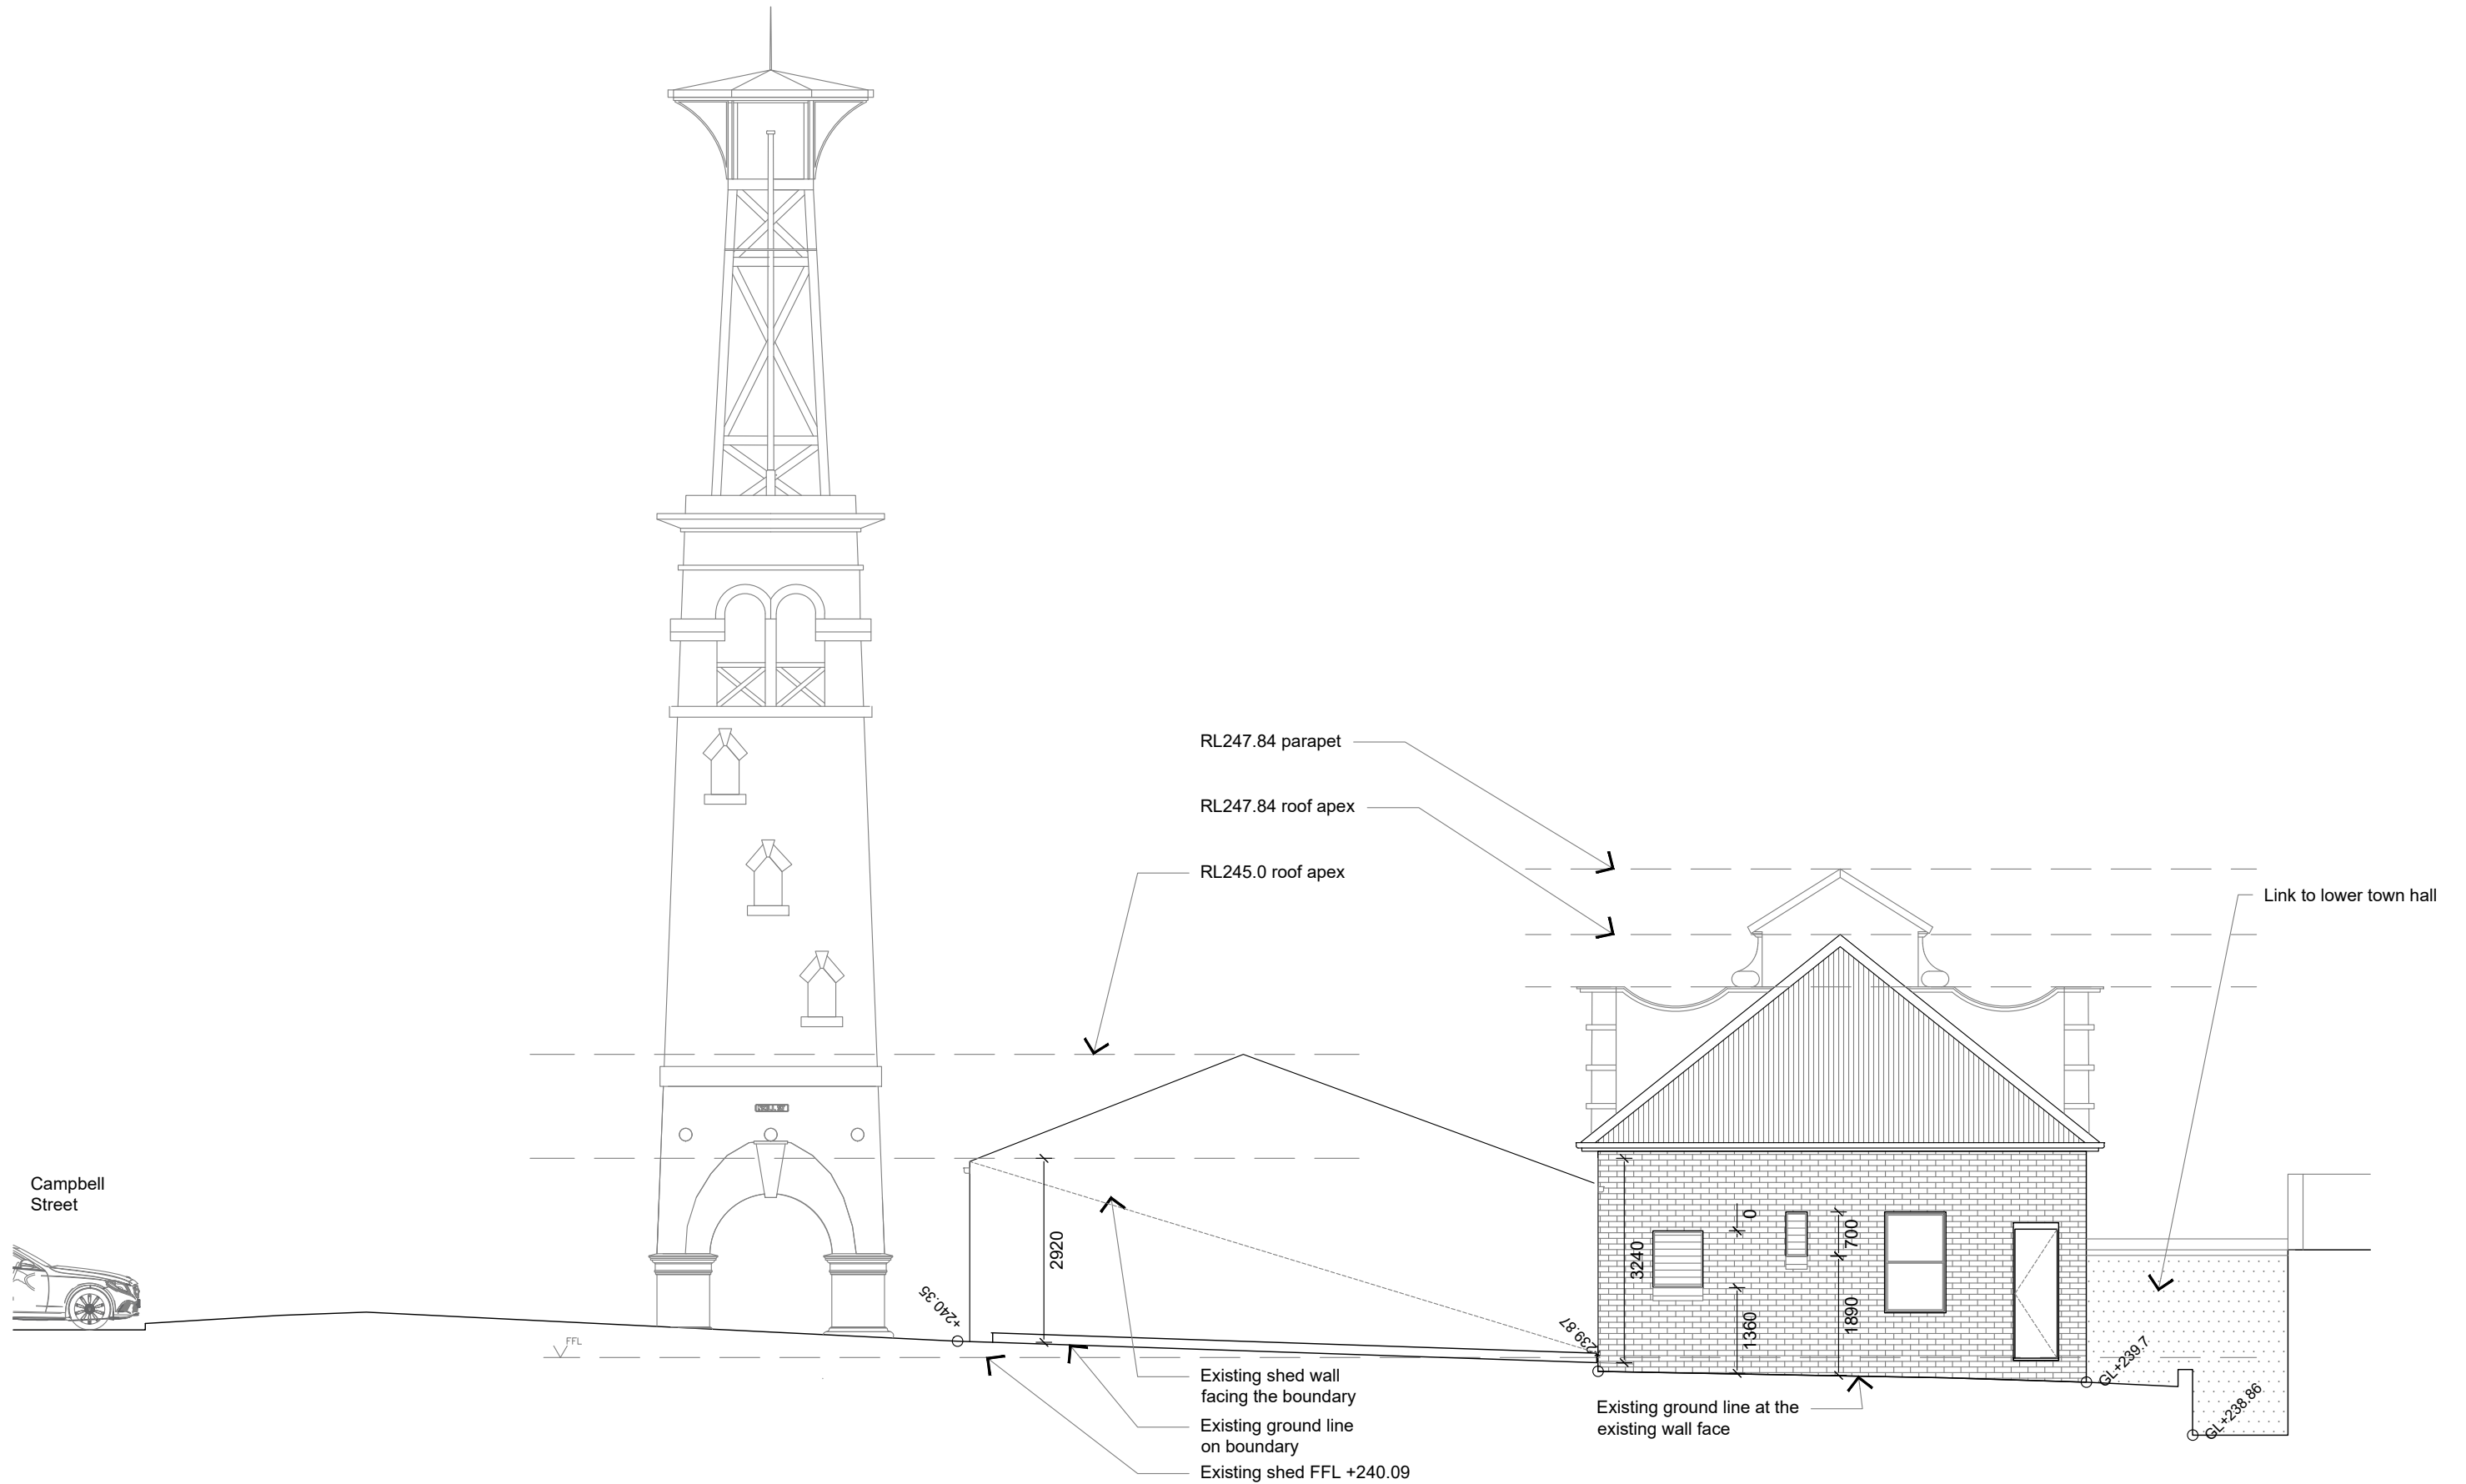 RL247.84 parapet
RL247.84 roof apex
RL245.0 roof apex
Link to lower town hall
Campbell
Street
FFL
+240.35
2920
239.87
3240
0
1360
700
1890
GL+239.7
GL+238.86
Existing shed wall
facing the boundary
Existing ground line
on boundary
Existing shed FFL +240.09
Existing ground line at the
existing wall face